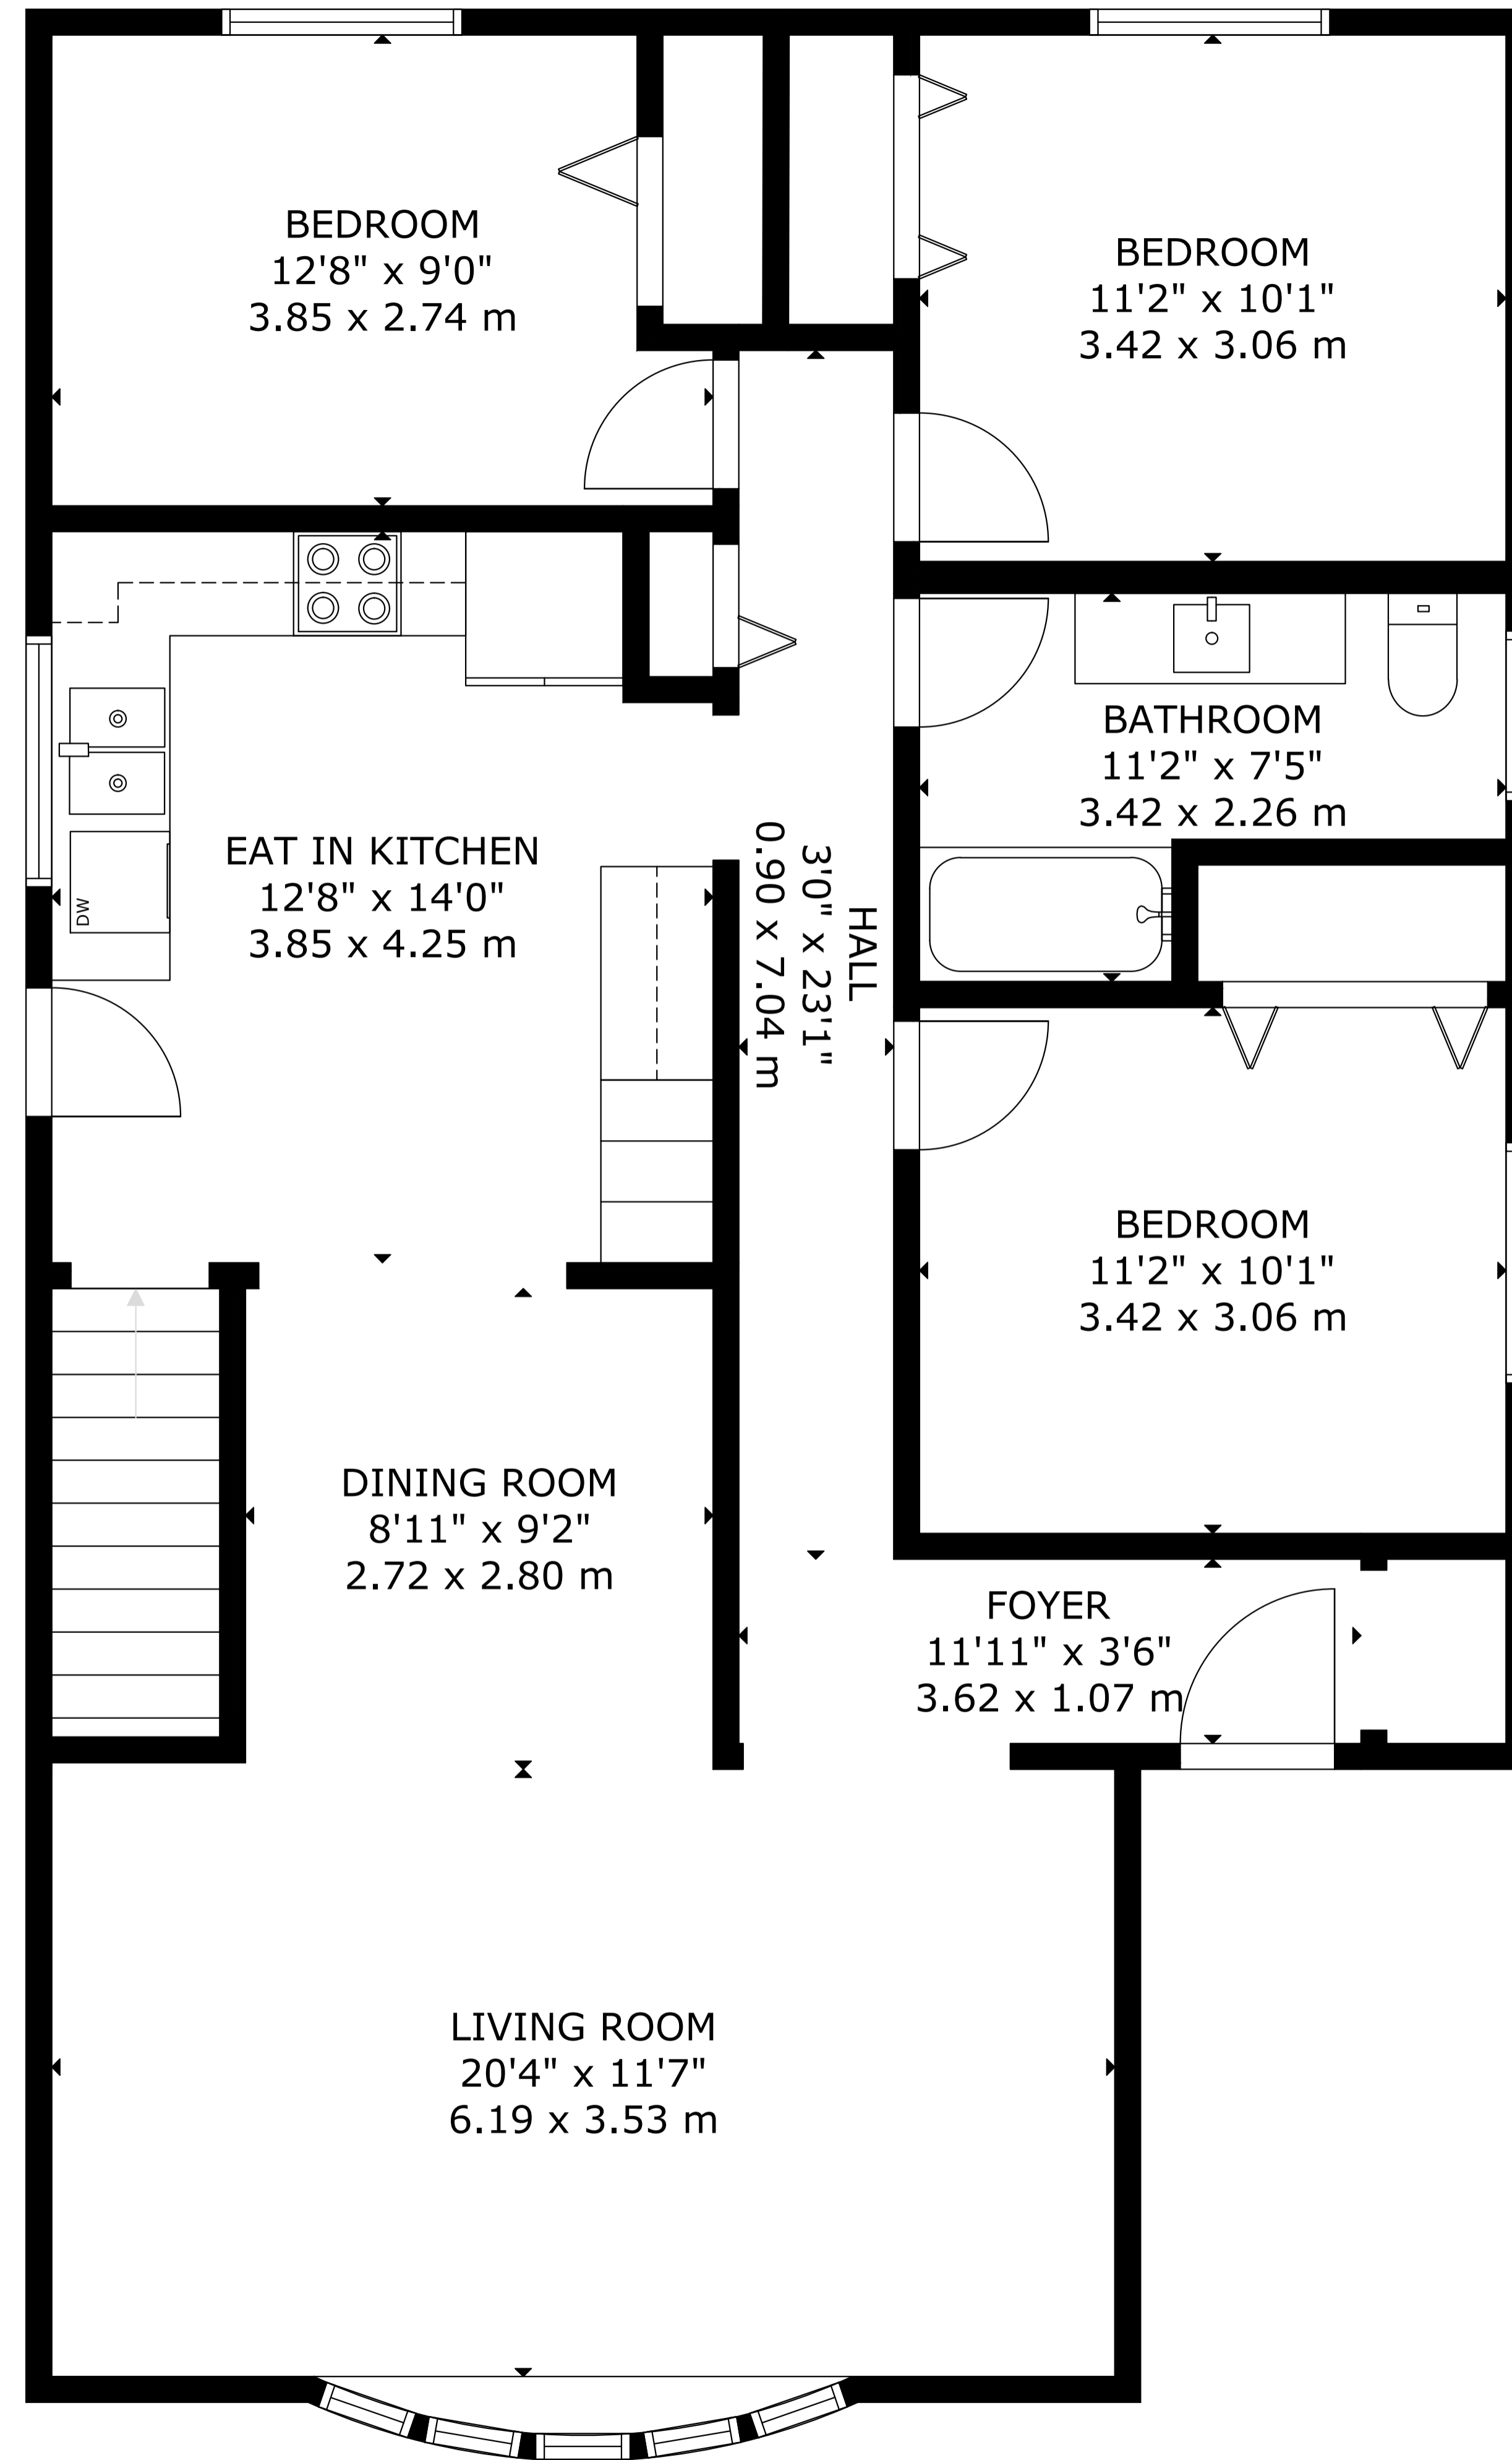 BEDROOM
12'8" x 9'0"
3.85 x 2.74 m
BEDROOM
11'2" x 10'1"
3.42 x 3.06 m
BATHROOM
11'2" x 7'5"
3.42 x 2.26 m
EAT IN KITCHEN
12'8" x 14'0"
3.85 x 4.25 m
DW
HALL
3'0" x 23'1"
0.90 x 7.04 m
BEDROOM
11'2" x 10'1"
3.42 x 3.06 m
DINING ROOM
8'11" x 9'2"
2.72 x 2.80 m
FOYER
11'11" x 3'6"
3.62 x 1.07 m
LIVING ROOM
20'4" x 11'7"
6.19 x 3.53 m